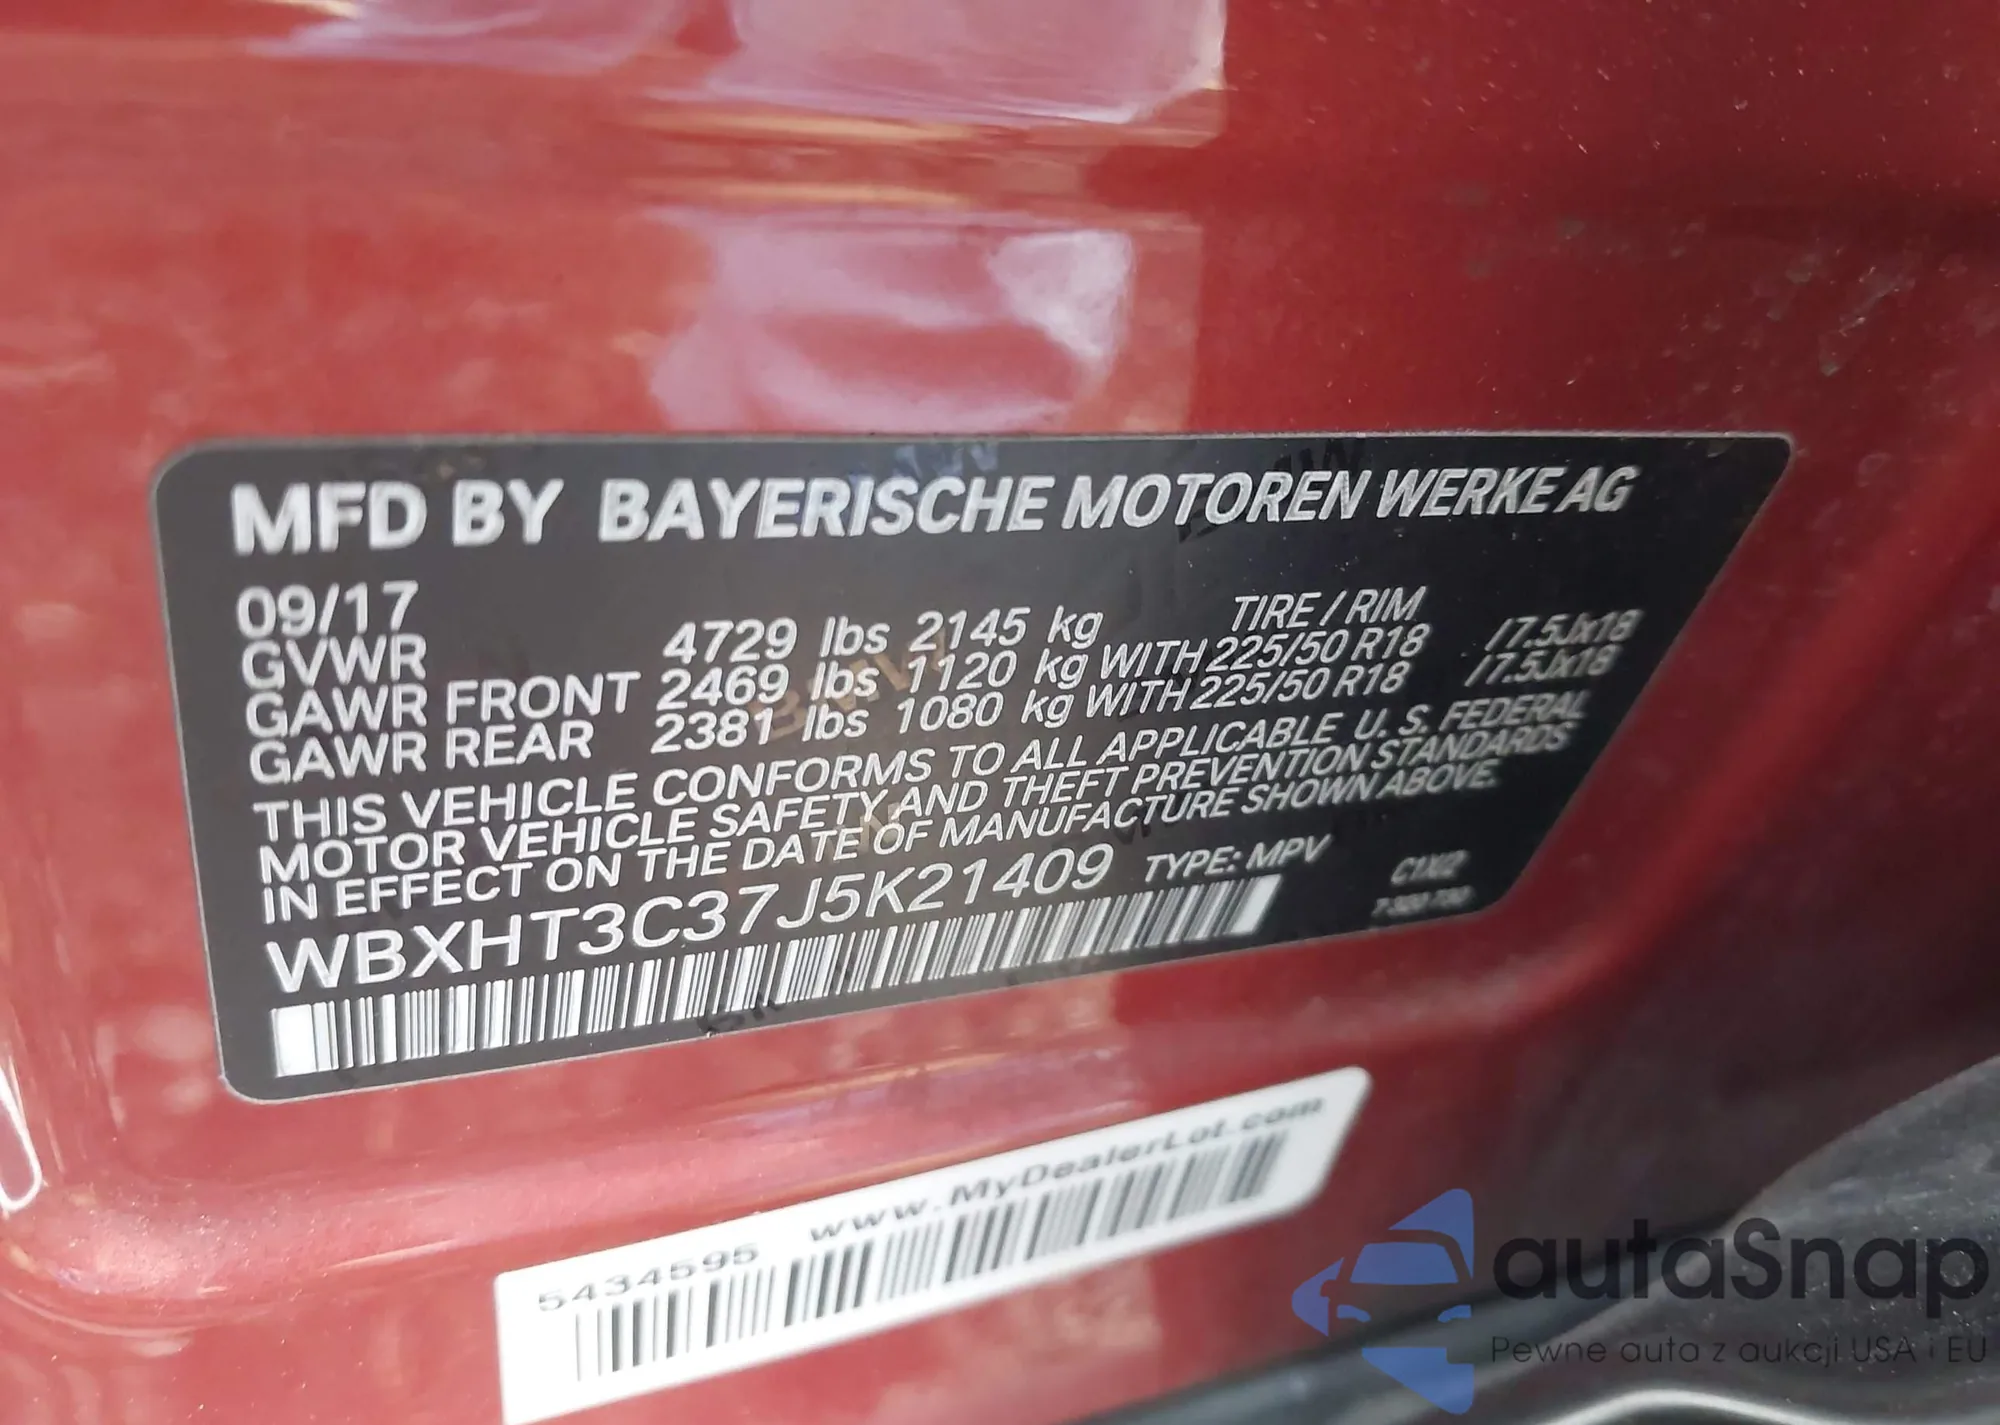 MFD BY BAYERISCHE MOTOREN WERKE AG
09/17
TIRE / RIM
GVWR 4729 lbs 2145 kg
GAWR FRONT 2469 lbs 1120 kg WITH 225/50 R18 /7.5Jx18
GAWR REAR 2381 lbs 1080 kg WITH 225/50 R18 /7.5Jx18
THIS VEHICLE CONFORMS TO ALL APPLICABLE U. S. FEDERAL
MOTOR VEHICLE SAFETY AND THEFT PREVENTION STANDARDS
IN EFFECT ON THE DATE OF MANUFACTURE SHOWN ABOVE.
WBXHT3C37J5K21409 TYPE: MPV
5434595 www.MyDealerLot.com
autaSnap
Pewne auta z aukcji USA i EU